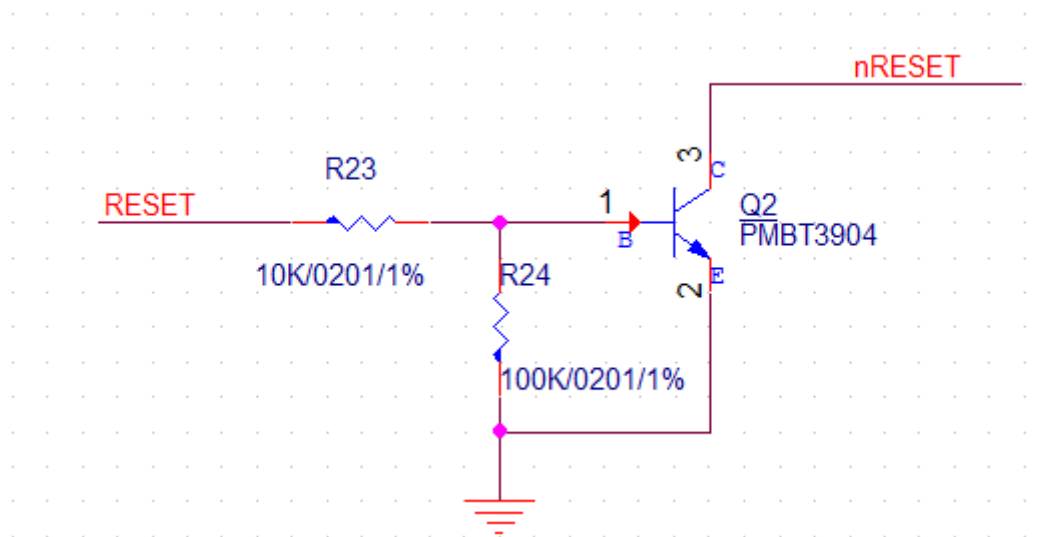 nRESET
R23
3
C
RESET
1
Q2
B
PMBT3904
10K/0201/1%
R24
E
2
100K/0201/1%